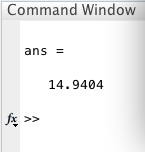 Command Window
ans =
14.9404
fx >>